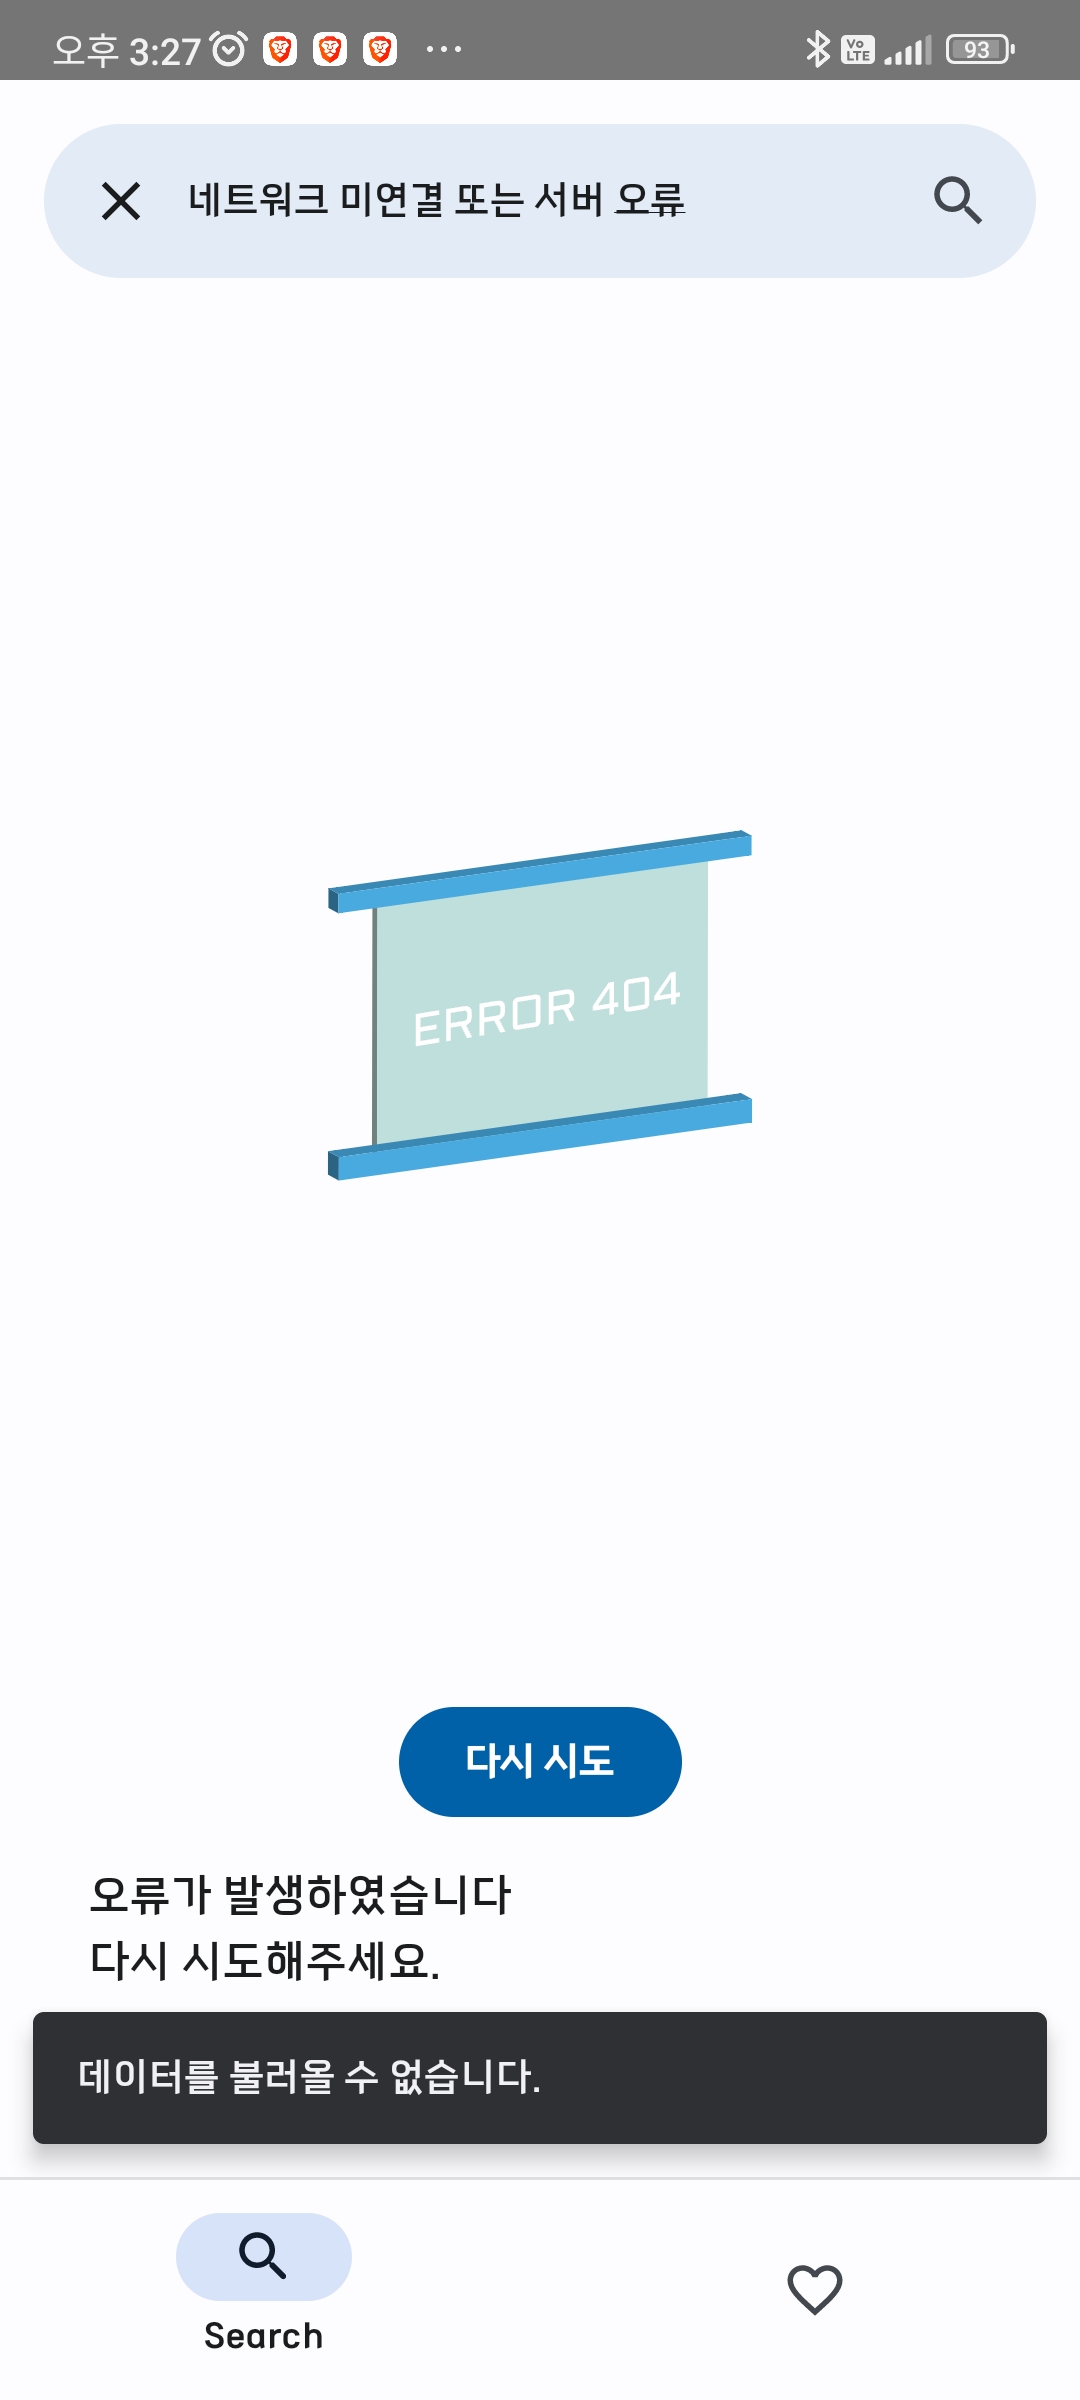 오후 3:27
Vo LTE
93
네트워크 미연결 또는 서버 오류
ERROR 404
다시 시도
오류가 발생하였습니다
다시 시도해주세요.
데이터를 불러올 수 없습니다.
Search